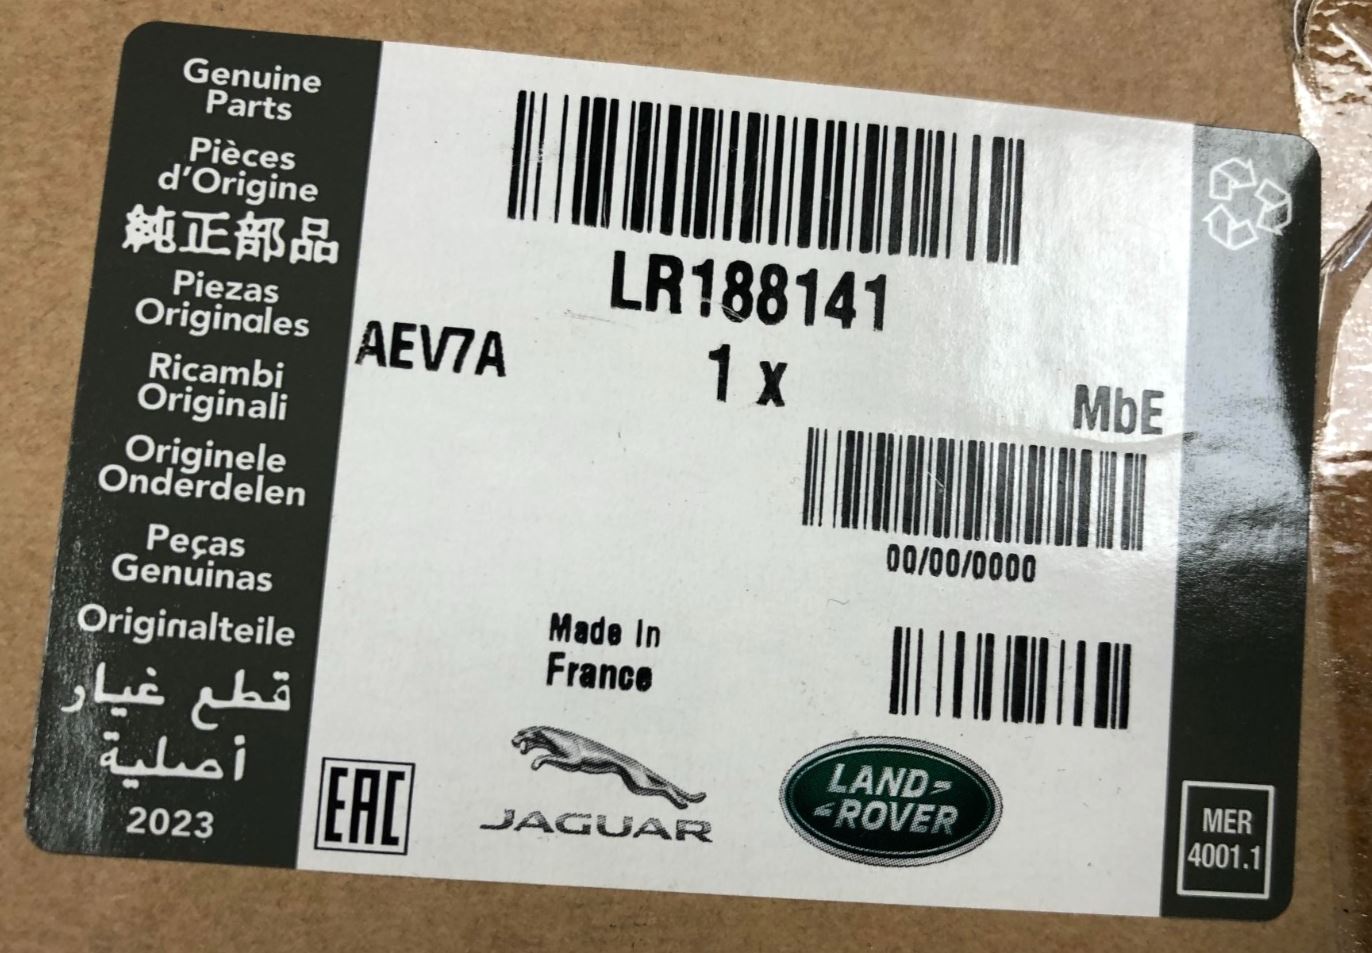 Genuine
Parts
Pièces
d'Origine
純正部品
Piezas
Originales
Ricambi
Originali
Originele
Onderdelen
Peças
Genuinas
Originalteile
قطع غيار
أصلية
2023
LR188141
AEV7A
1 x
MbE
00/00/0000
Made In
France
EAC
JAGUAR
LAND-
-ROVER
MER
4001.1